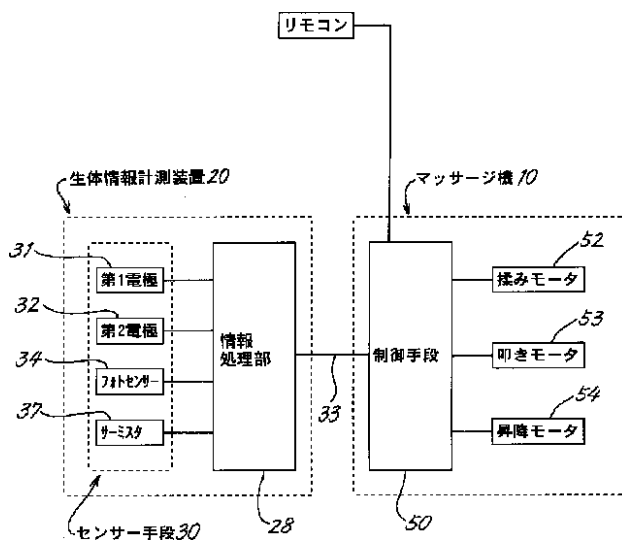 リモコン
生体情報計測装置20
マッサージ機10
31
第1電極
32
第2電極
34
フォトセンサー
37
サーミスタ
情報
処理部
33
制御手段
52
揉みモータ
53
叩きモータ
54
昇降モータ
センサー手段30
28
50